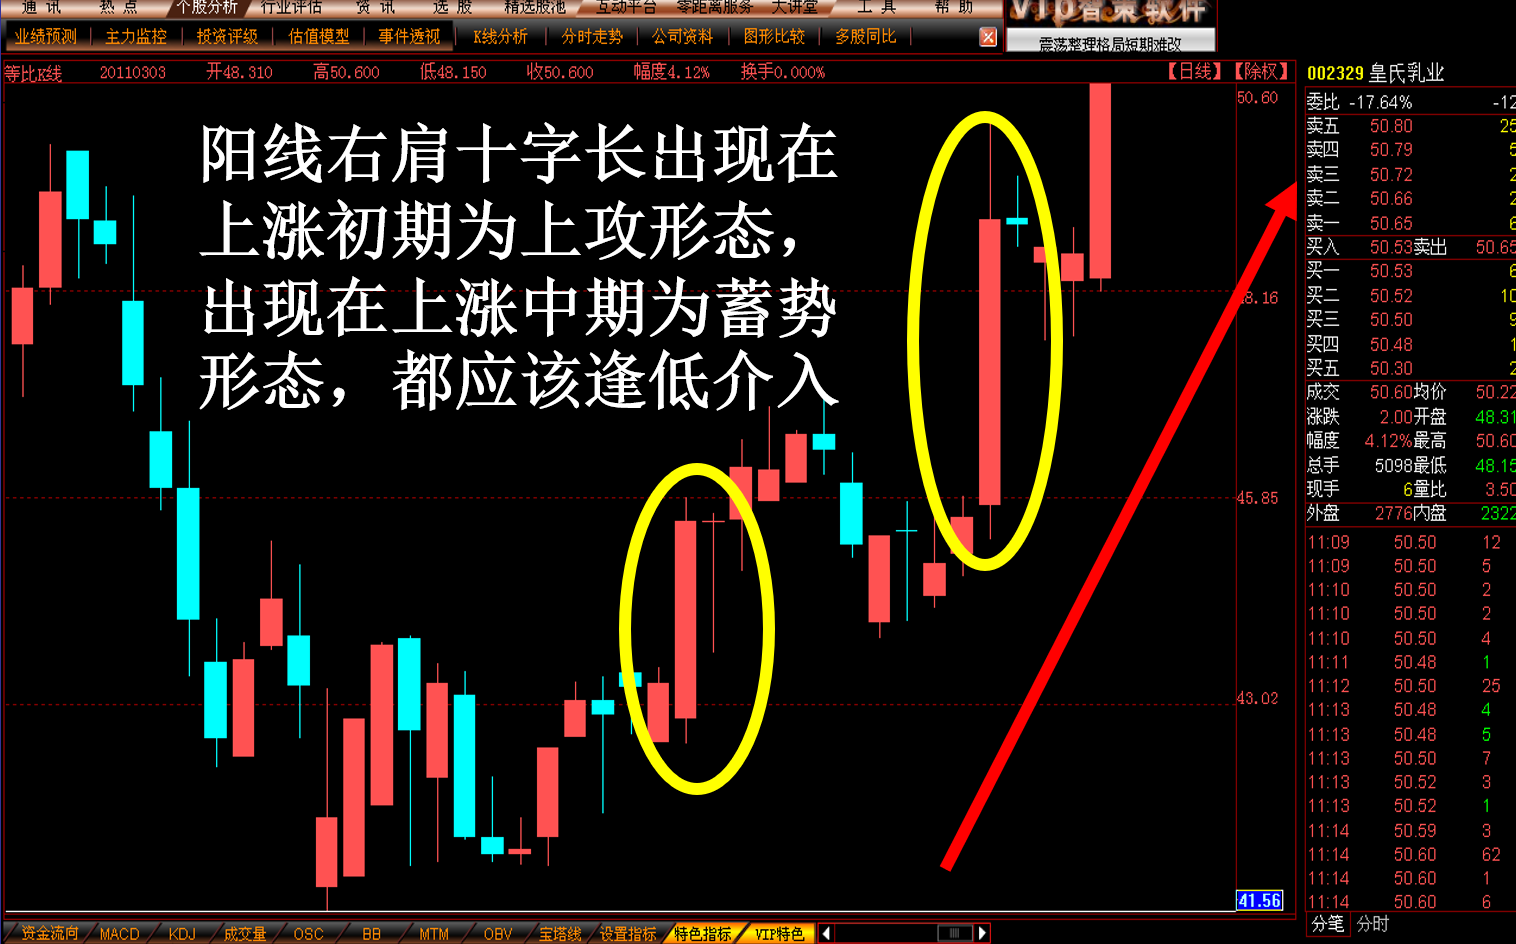 通 讯 热 点 个股分析 行业评估 资 讯 选 股 精选股池 互动平台 零距离服务 大讲堂 工 具 帮 助 VIP智策软件
业绩预测 主力监控 投资评级 估值模型 事件透视 K线分析 分时走势 公司资料 图形比较 多股同比
震荡整理格局短期难改
等比K线 20110303 开48.310 高50.600 低48.150 收50.600 幅度4.12% 换手0.000% 【日线】【除权】
阳线右肩十字长出现在
上涨初期为上攻形态，
出现在上涨中期为蓄势
形态，都应该逢低介入
50.60
8.16
45.85
43.02
41.56
002329 皇氏乳业
委比 -17.64% -12
卖五 50.80 25
卖四 50.79 5
卖三 50.72 2
卖二 50.66 2
卖一 50.65 6
买入 50.53 卖出 50.65
买一 50.53 6
买二 50.52 10
买三 50.50 9
买四 50.48 1
买五 50.30 2
成交 50.60 均价 50.22
涨跌 2.00 开盘 48.31
幅度 4.12% 最高 50.60
总手 5098 最低 48.15
现手 6 量比 3.50
外盘 2776 内盘 2322
11:09 50.50 12
11:09 50.50 5
11:10 50.50 2
11:10 50.50 2
11:10 50.50 4
11:11 50.48 1
11:12 50.50 25
11:13 50.48 4
11:13 50.48 5
11:13 50.50 7
11:13 50.52 3
11:13 50.52 1
11:14 50.59 3
11:14 50.60 62
11:14 50.60 1
11:14 50.60 6
分笔 分时
资金流向 MACD KDJ 成交量 OSC BB MTM OBV 宝塔线 设置指标 特色指标 VIP特色